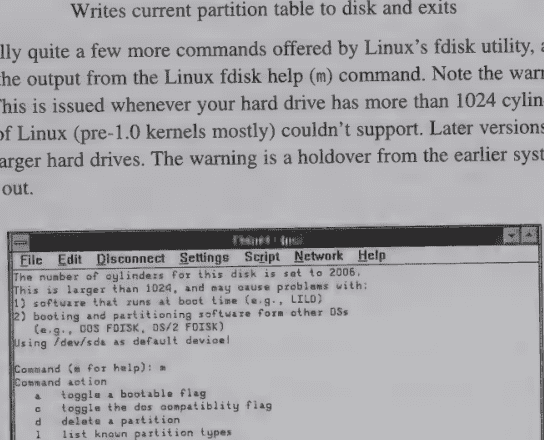 Writes current partition table to disk and exits
lly quite a few more commands offered by Linux's fdisk utility, a
the output from the Linux fdisk help (m) command. Note the warn
This is issued whenever your hard drive has more than 1024 cylin
of Linux (pre-1.0 kernels mostly) couldn't support. Later versions
arger hard drives. The warning is a holdover from the earlier syst
out.
File Edit Disconnect Settings Script Network Help
The number of cylinders for this disk is set to 2006.
This is larger than 1024, and may cause problems with:
1) software that runs at boot time (e.g., LILO)
2) booting and partitioning software form other OSs
(e.g., DOS FDISK, OS/2 FDISK)
Using /dev/sda as default device!
Command (m for help): m
Command action
a toggle a bootable flag
c toggle the dos compatiblity flag
d delete a partition
l list known partition types